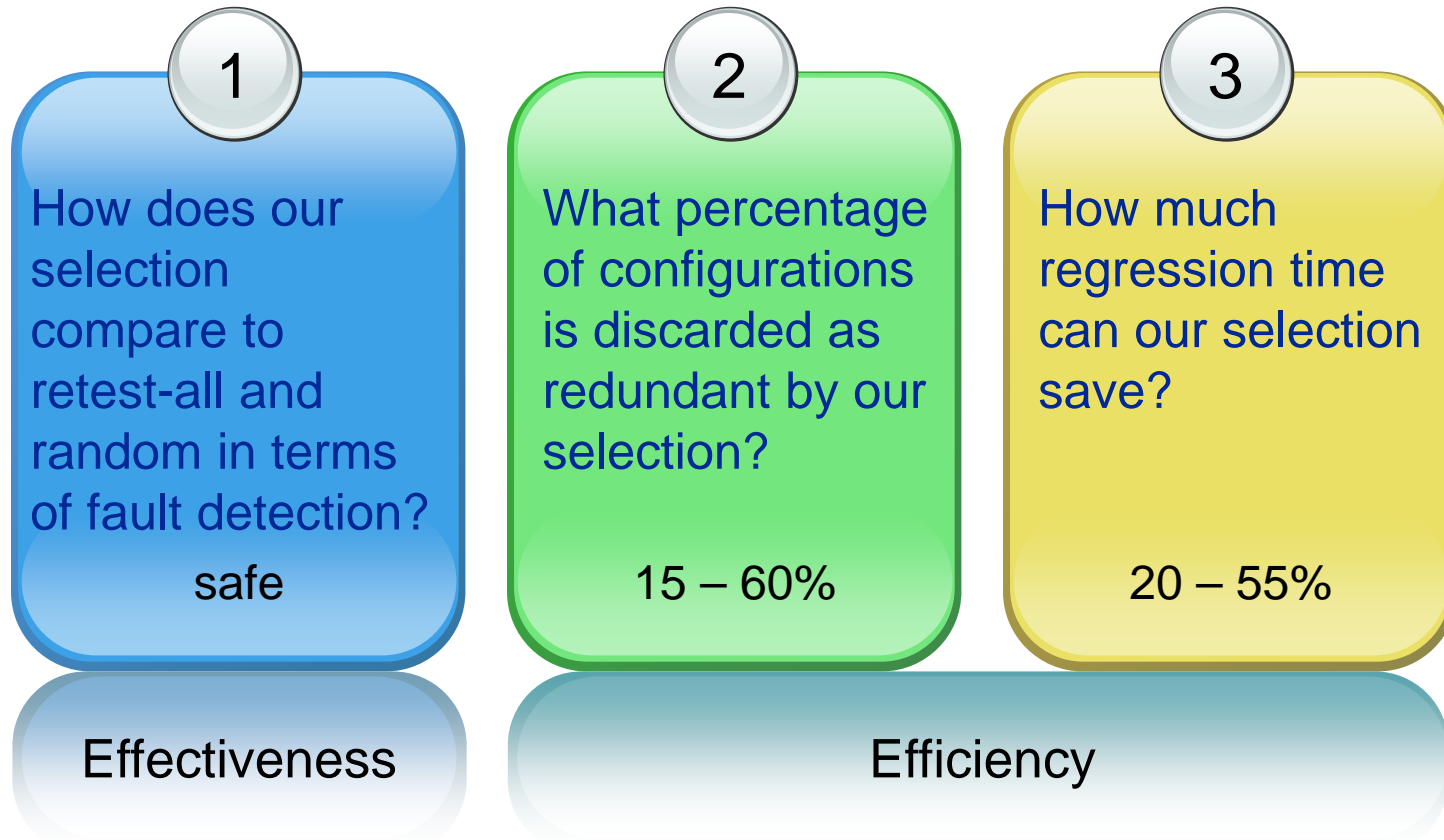 1
How does our
selection
compare to
retest-all and
random in terms
of fault detection?
safe
2
What percentage
of configurations
is discarded as
redundant by our
selection?
15 – 60%
3
How much
regression time
can our selection
save?
20 – 55%
Effectiveness
Efficiency